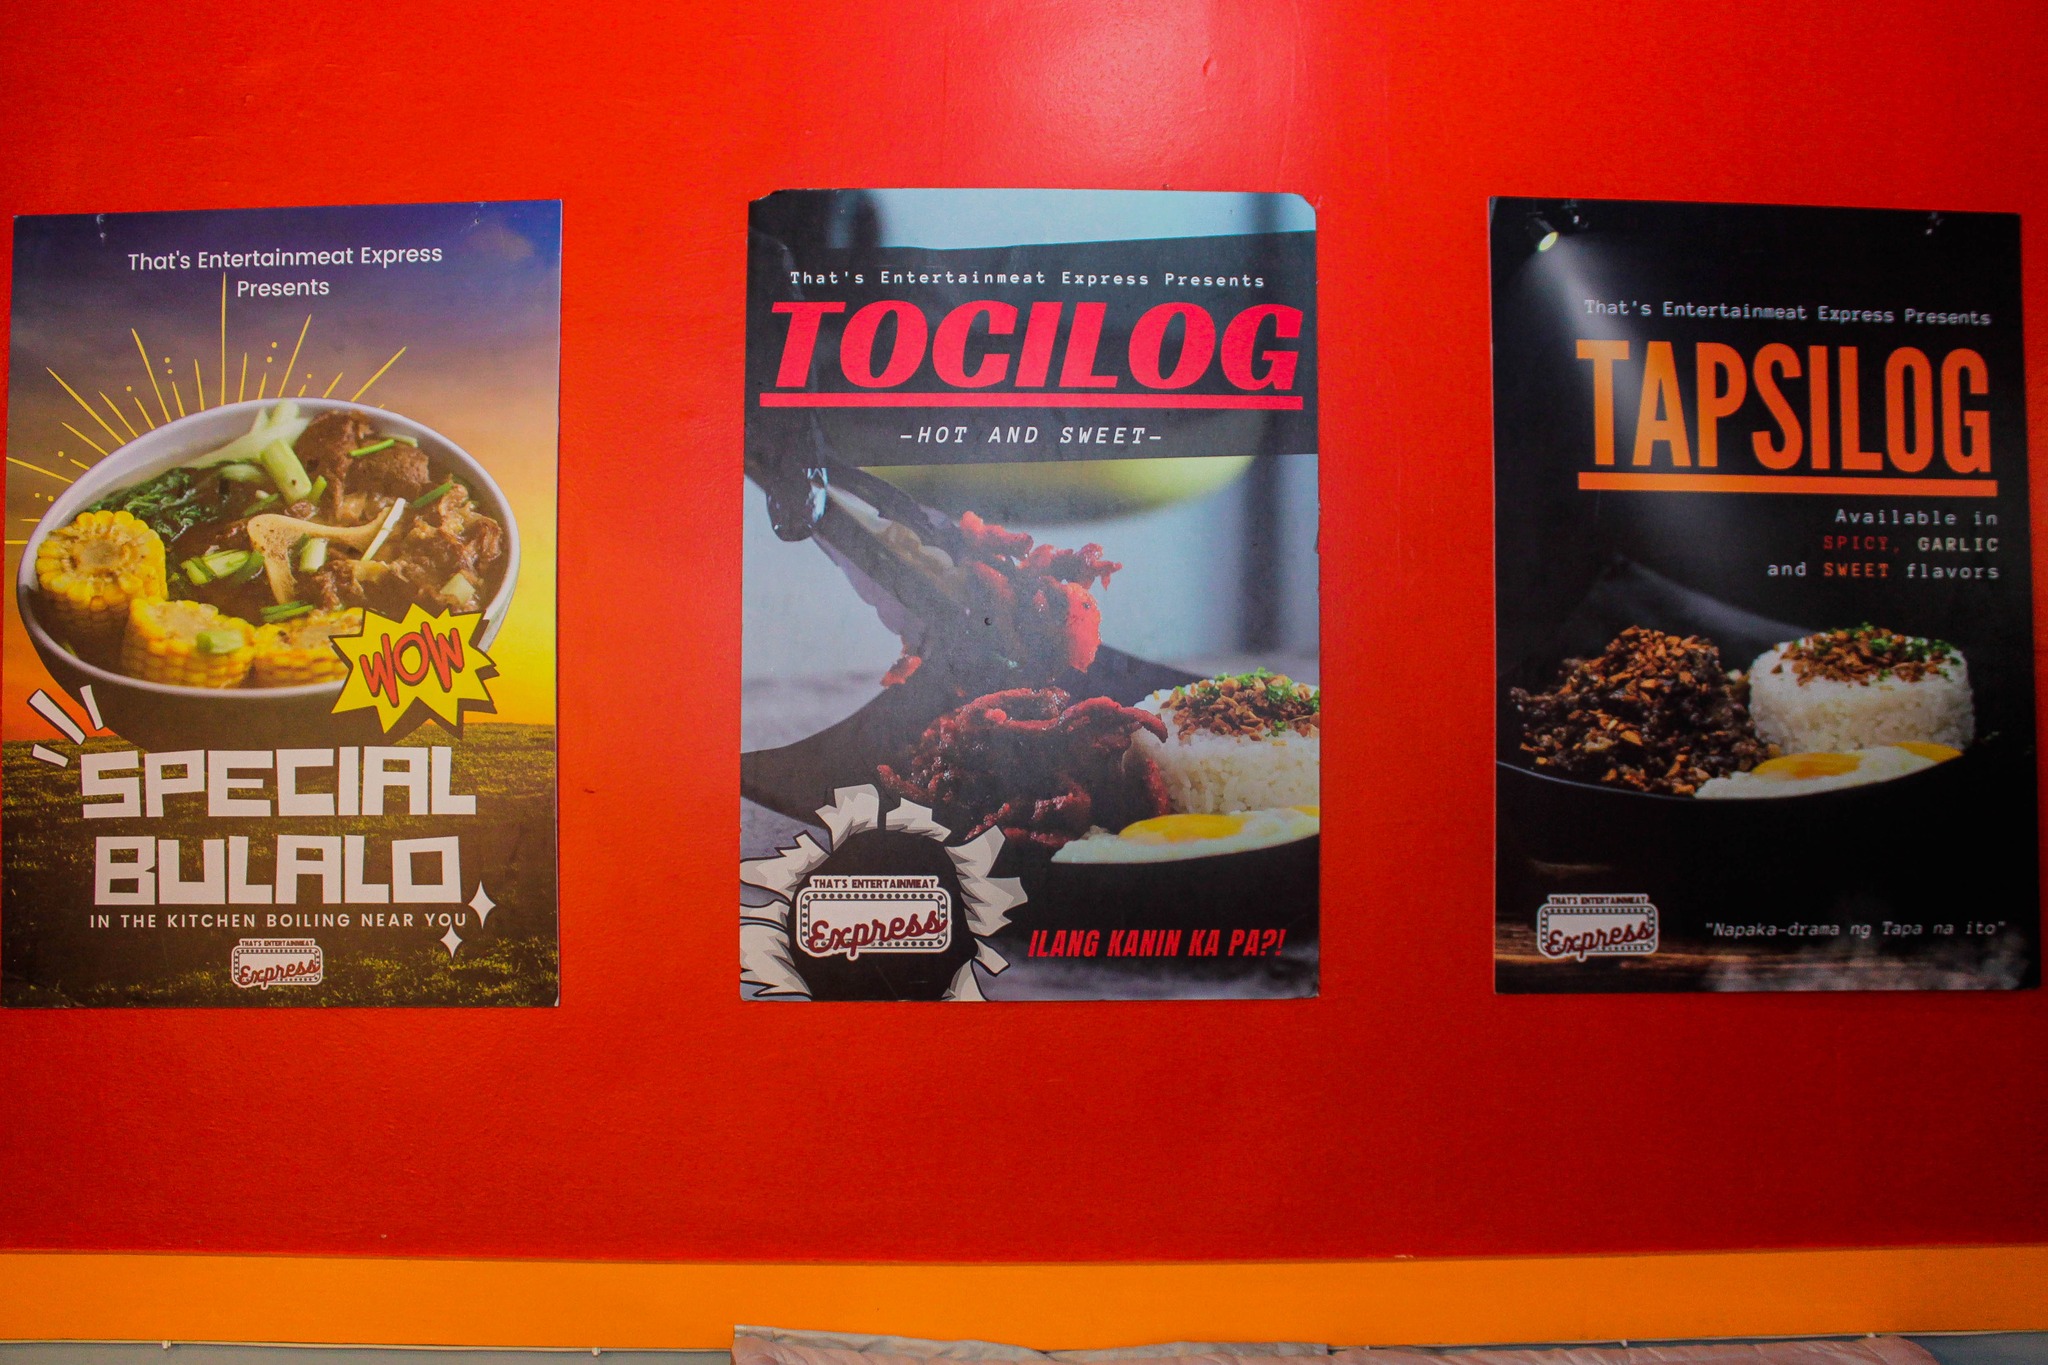 That's Entertainmeat Express
Presents
WOW
SPECIAL
BULALO
IN THE KITCHEN BOILING NEAR YOU
THAT'S ENTERTAINMEAT
Express
That's Entertainmeat Express Presents
TOCILOG
-HOT AND SWEET-
THAT'S ENTERTAINMEAT
Express
ILANG KANIN KA PA?!
That's Entertainmeat Express Presents
TAPSILOG
Available in
SPICY, GARLIC
and SWEET flavors
THAT'S ENTERTAINMEAT
Express
"Napaka-drama ng Tapa na ito"